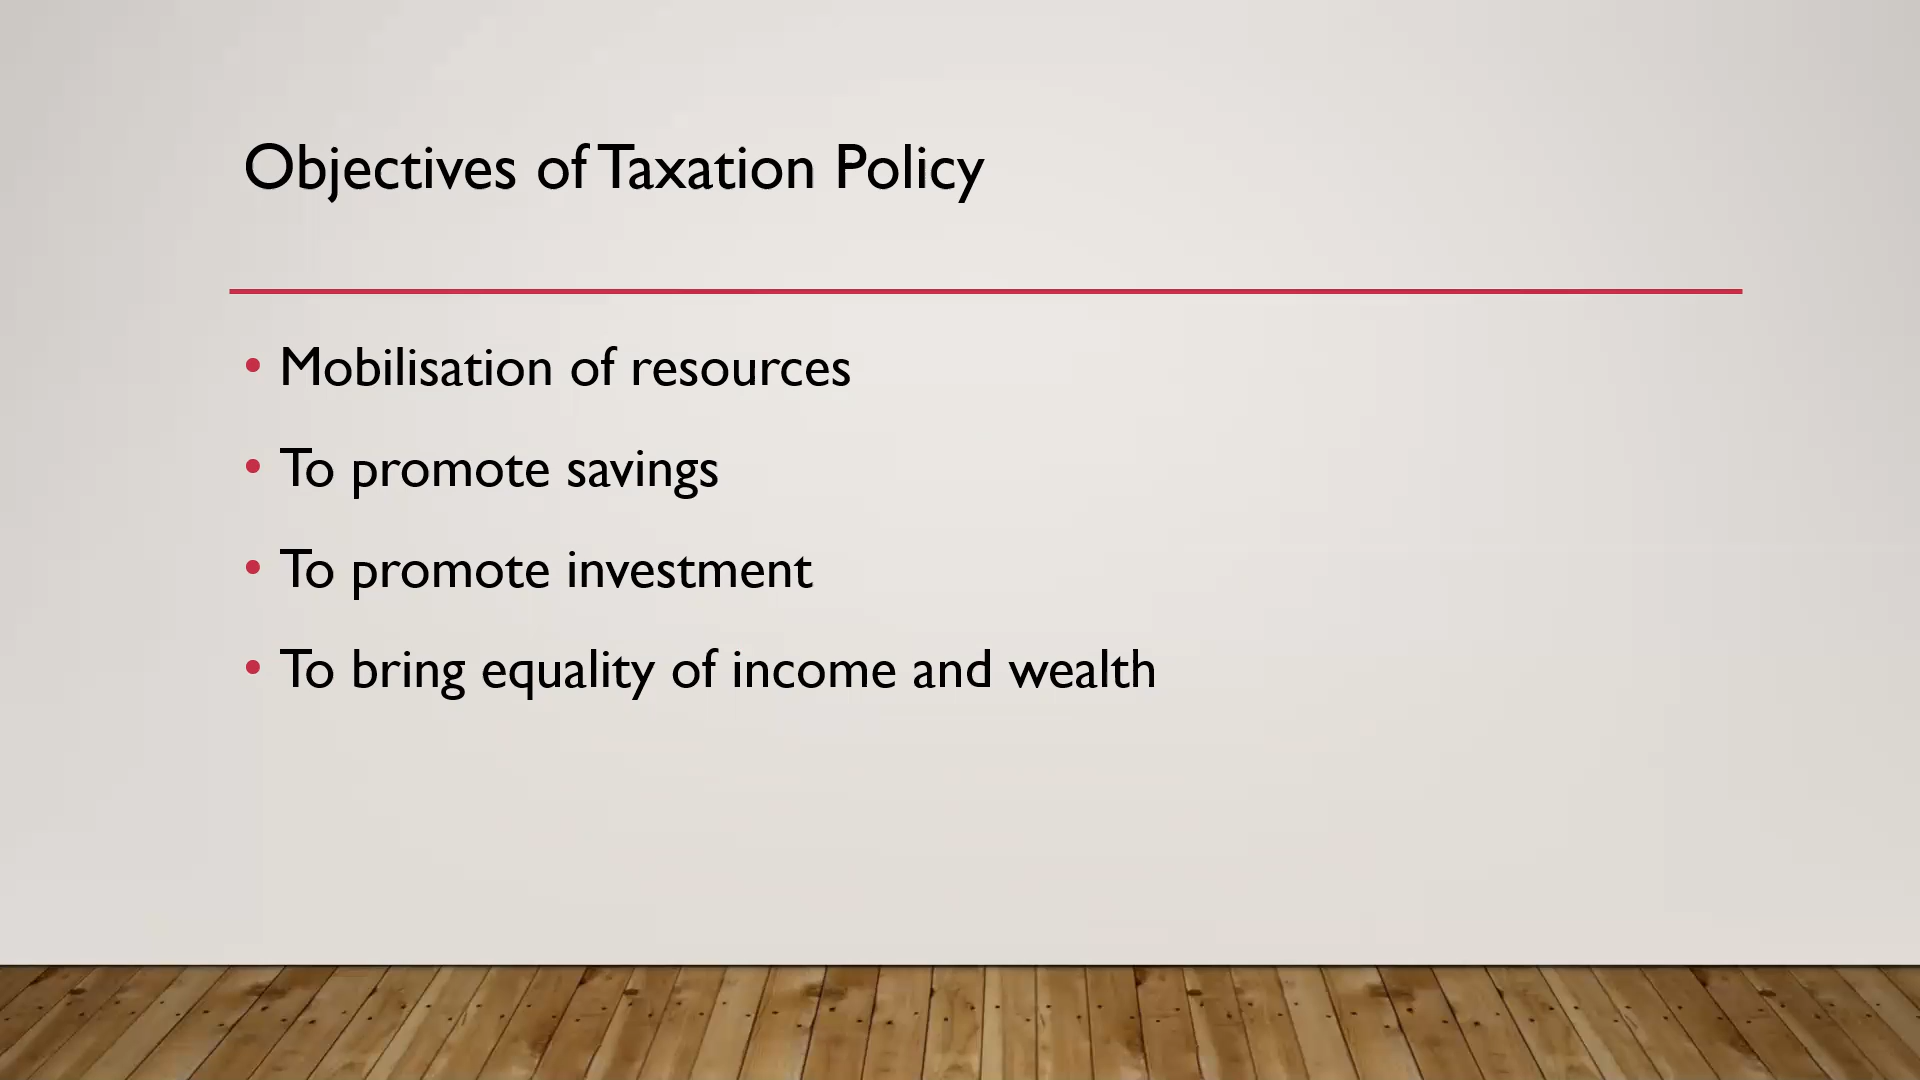 Objectives of Taxation Policy
• Mobilisation of resources
• To promote savings
• To promote investment
• To bring equality of income and wealth